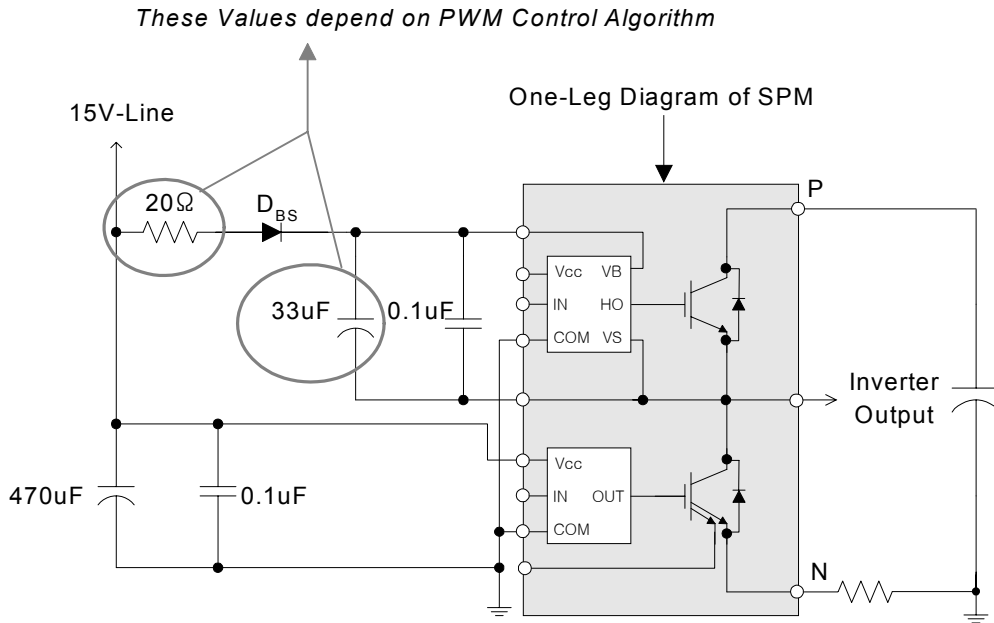 These Values depend on PWM Control Algorithm
15V-Line
One-Leg Diagram of SPM
P
20Ω
D_BS
Vcc VB
33uF 0.1uF
IN HO
COM VS
Inverter
Output
Vcc
470uF 0.1uF
IN OUT
COM
N